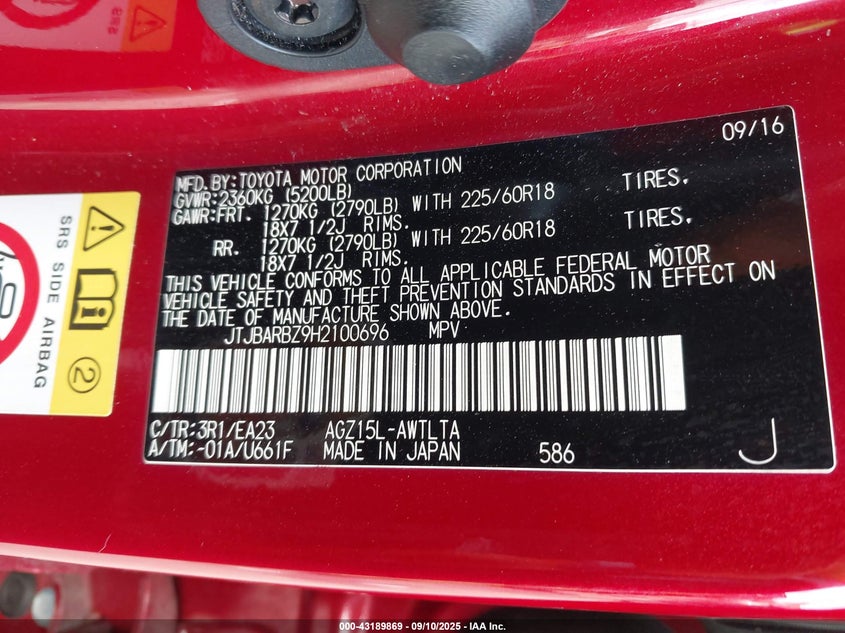 09/16
MFD.BY:TOYOTA MOTOR CORPORATION
GVWR:2360KG (5200LB)
GAWR:FRT. 1270KG (2790LB) WITH 225/60R18 TIRES,
18X7 1/2J RIMS.
RR. 1270KG (2790LB) WITH 225/60R18 TIRES,
18X7 1/2J RIMS.
THIS VEHICLE CONFORMS TO ALL APPLICABLE FEDERAL MOTOR
VEHICLE SAFETY AND THEFT PREVENTION STANDARDS IN EFFECT ON
THE DATE OF MANUFACTURE SHOWN ABOVE.
JTJBARBZ9H2100696 MPV
C/TR:3R1/EA23 AGZ15L-AWTLTA
A/TM:-01A/U661F MADE IN JAPAN 586 J
SRS SIDE AIRBAG
2
000-43189869 - 09/10/2025 - IAA Inc.